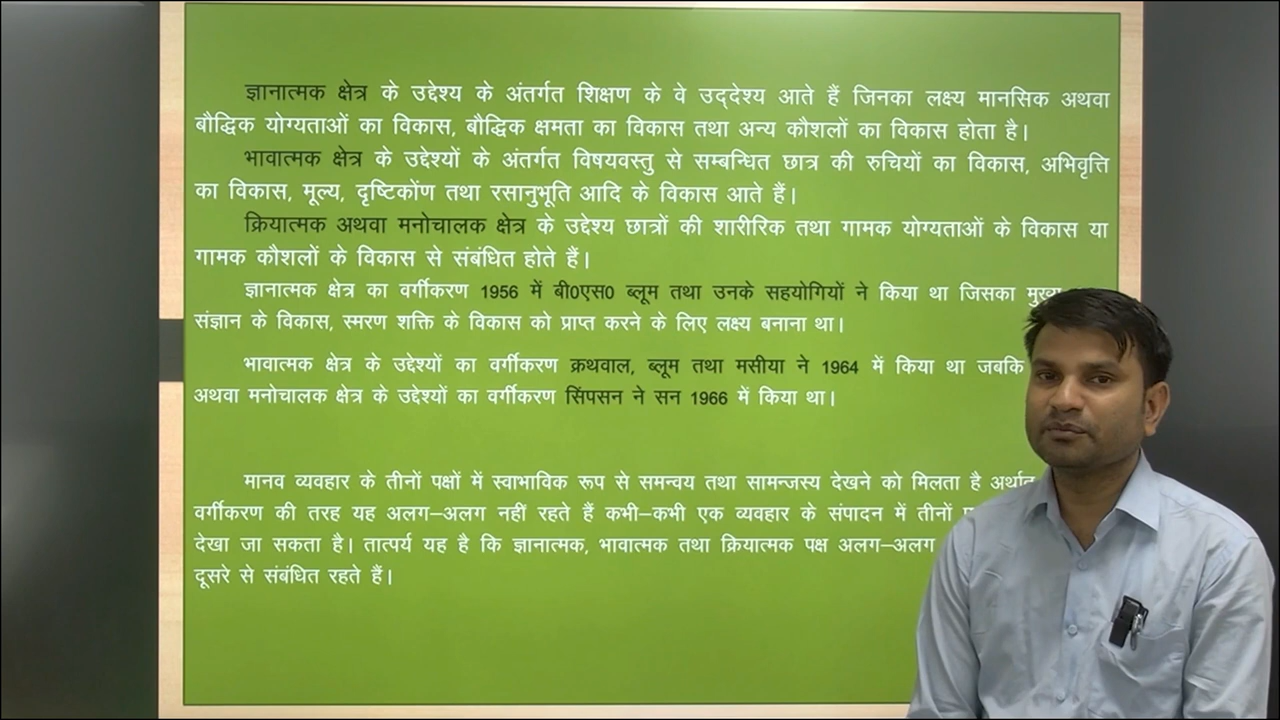 ज्ञानात्मक क्षेत्र के उद्देश्य के अंतर्गत शिक्षण के वे उद्‌देश्य आते हैं जिनका लक्ष्य मानसिक अथवा
बौद्धिक योग्यताओं का विकास, बौद्धिक क्षमता का विकास तथा अन्य कौशलों का विकास होता है।
भावात्मक क्षेत्र के उद्देश्यों के अंतर्गत विषयवस्तु से सम्बन्धित छात्र की रुचियों का विकास, अभिवृत्ति
का विकास, मूल्य, दृष्टिकोंण तथा रसानुभूति आदि के विकास आते हैं।
क्रियात्मक अथवा मनोचालक क्षेत्र के उद्देश्य छात्रों की शारीरिक तथा गामक योग्यताओं के विकास या
गामक कौशलों के विकास से संबंधित होते हैं।
ज्ञानात्मक क्षेत्र का वर्गीकरण 1956 में बी0एस0 ब्लूम तथा उनके सहयोगियों ने किया था जिसका
संज्ञान के विकास, स्मरण शक्ति के विकास को प्राप्त करने के लिए लक्ष्य बनाना था।
भावात्मक क्षेत्र के उद्देश्यों का वर्गीकरण क्रथवाल, ब्लूम तथा मसीया ने 1964 में किया था जबकि
अथवा मनोचालक क्षेत्र के उद्देश्यों का वर्गीकरण सिंपसन ने सन 1966 में किया था।
मानव व्यवहार के तीनों पक्षों में स्वाभाविक रूप से समन्वय तथा सामन्जस्य देखने को मिलता है अर्थात
वर्गीकरण की तरह यह अलग–अलग नहीं रहते हैं कभी–कभी एक व्यवहार के संपादन में तीनों
देखा जा सकता है। तात्पर्य यह है कि ज्ञानात्मक, भावात्मक तथा क्रियात्मक पक्ष अलग–अलग
दूसरे से संबंधित रहते हैं।